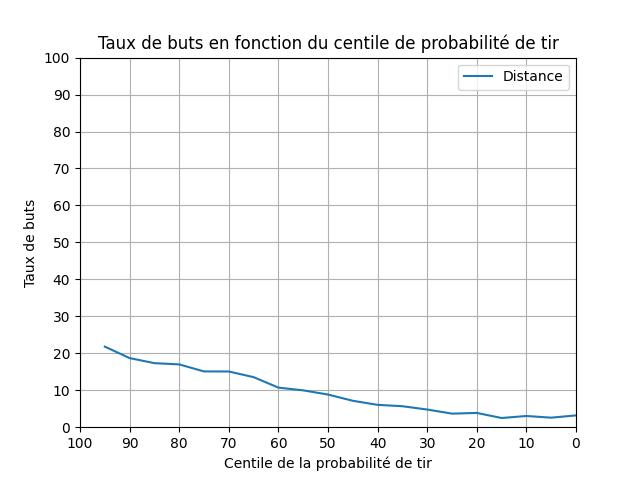 Taux de buts en fonction du centile de probabilité de tir
Distance
Taux de buts
100
90
80
70
60
50
40
30
20
10
0
100 90 80 70 60 50 40 30 20 10 0
Centile de la probabilité de tir